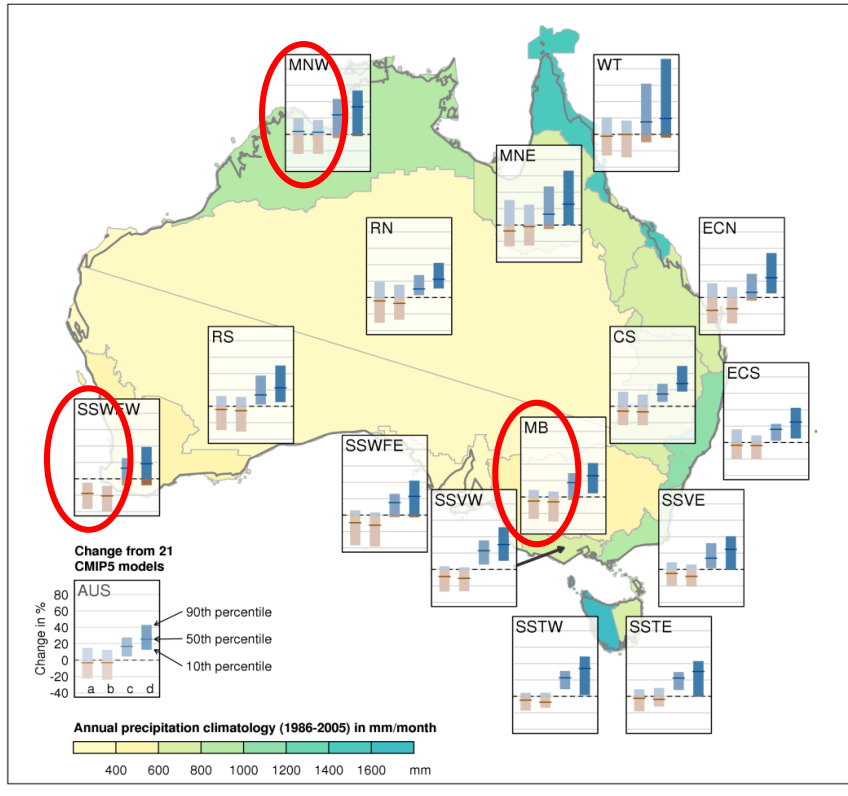 MNW
WT
MNE
RN
ECN
RS
CS
ECS
SSWFW
MB
SSWFE
SSVW
SSVE
Change from 21
CMIP5 models
AUS
80
60
40
20
0
-20
-40
Change in %
a b c d
90th percentile
50th percentile
10th percentile
SSTW
SSTE
Annual precipitation climatology (1986-2005) in mm/month
400 600 800 1000 1200 1400 1600 mm